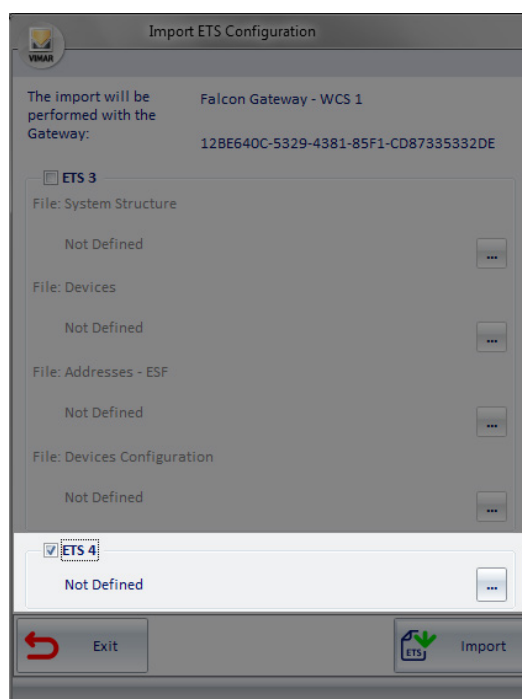 Import ETS Configuration
VIMAR
The import will be
performed with the
Gateway:
Falcon Gateway - WCS 1
12BE640C-5329-4381-85F1-CD87335332DE
ETS 3
File: System Structure
Not Defined
...
File: Devices
Not Defined
...
File: Addresses - ESF
Not Defined
...
File: Devices Configuration
Not Defined
...
ETS 4
Not Defined
...
Exit
ETS
Import